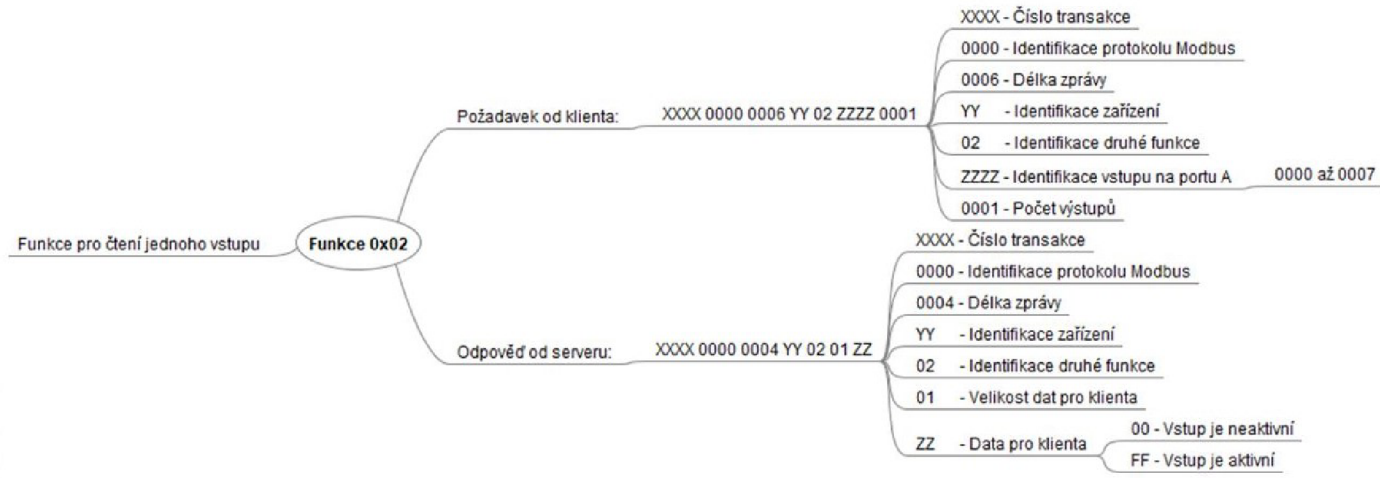 Funkce pro čtení jednoho vstupu
Funkce 0x02
Požadavek od klienta:
XXXX 0000 0006 YY 02 ZZZZ 0001
XXXX - Číslo transakce
0000 - Identifikace protokolu Modbus
0006 - Délka zprávy
YY - Identifikace zařízení
02 - Identifikace druhé funkce
ZZZZ - Identifikace vstupu na portu A
0000 až 0007
0001 - Počet výstupů
Odpověď od serveru:
XXXX 0000 0004 YY 02 01 ZZ
XXXX - Číslo transakce
0000 - Identifikace protokolu Modbus
0004 - Délka zprávy
YY - Identifikace zařízení
02 - Identifikace druhé funkce
01 - Velikost dat pro klienta
ZZ - Data pro klienta
00 - Vstup je neaktivní
FF - Vstup je aktivní